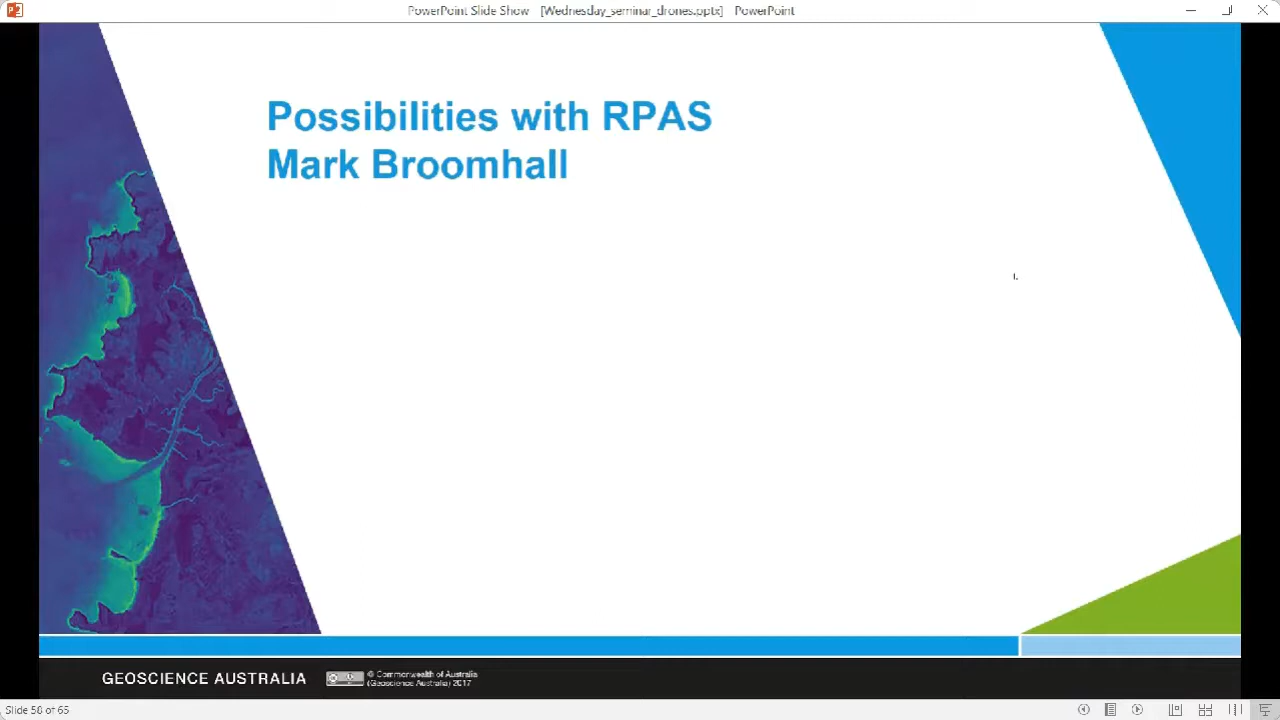 PowerPoint Slide Show - [Wednesday_seminar_drones.pptx] - PowerPoint
Possibilities with RPAS
Mark Broomhall
GEOSCIENCE AUSTRALIA
© Commonwealth of Australia
(Geoscience Australia) 2017
Slide 58 of 65